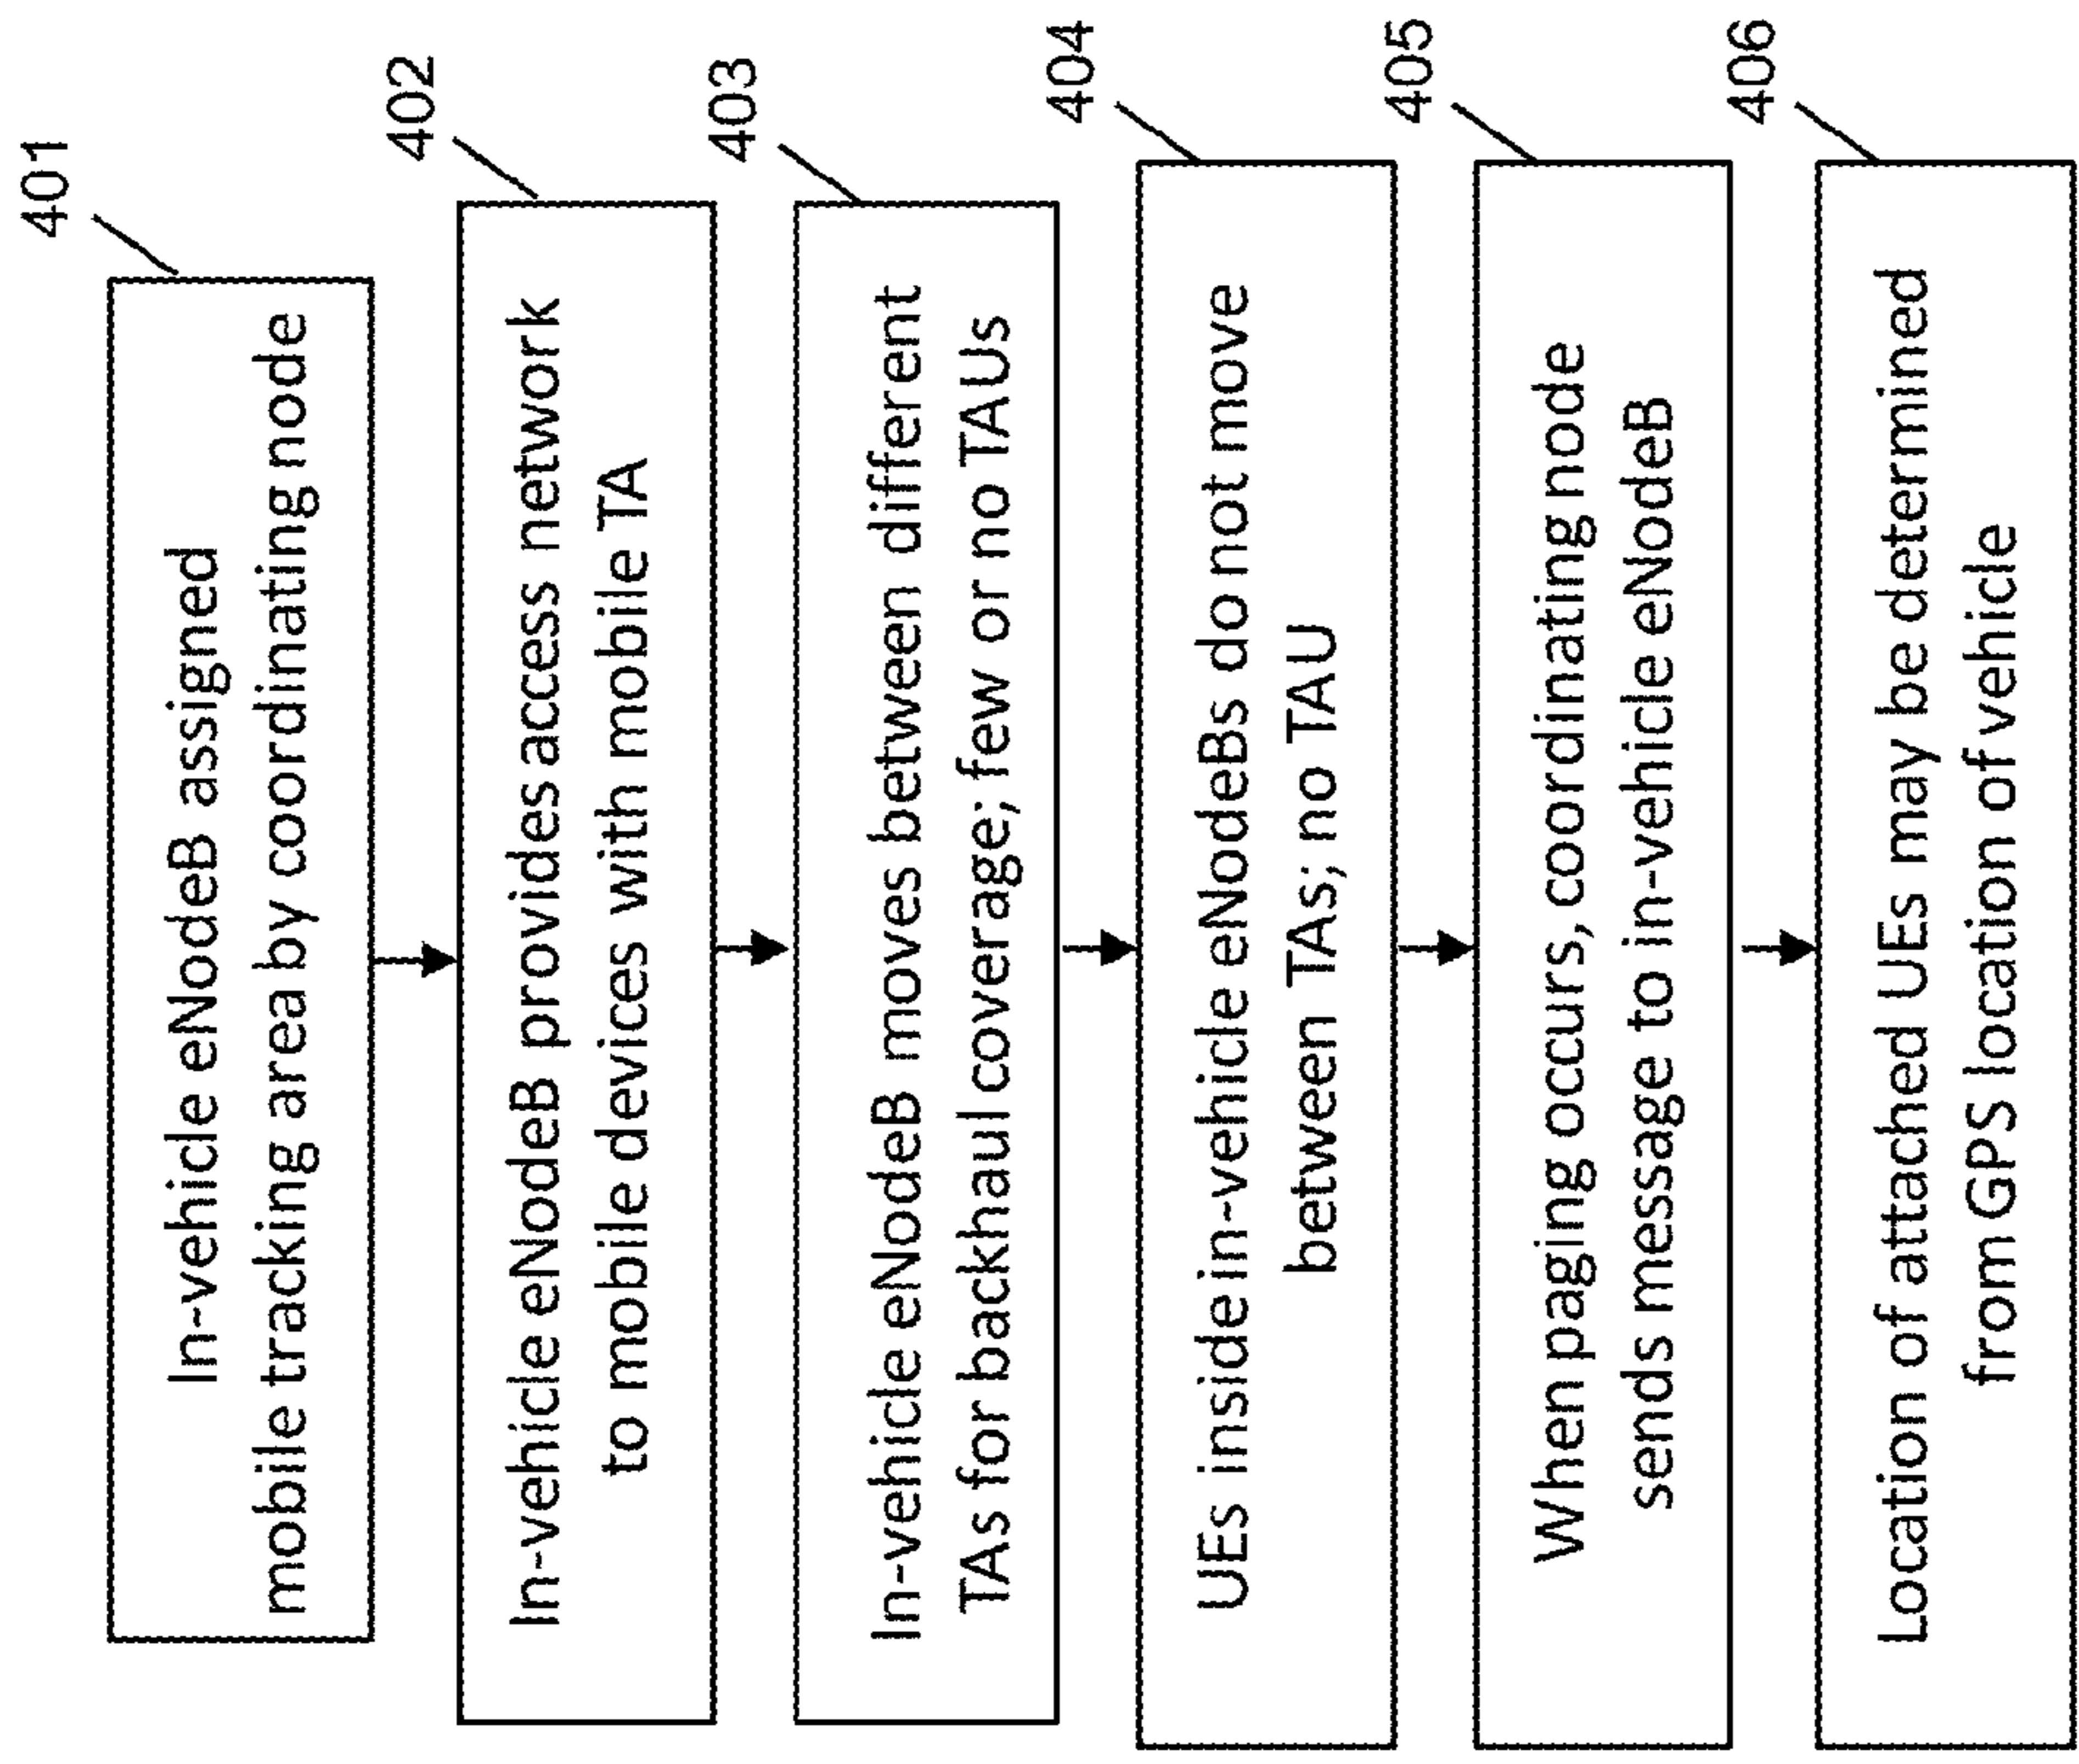 401
In-vehicle eNodeB assigned
mobile tracking area by coordinating node
402
In-vehicle eNodeB provides access network
to mobile devices with mobile TA
403
In-vehicle eNodeB moves between different
TAs for backhaul coverage; few or no TAUs
404
UEs inside in-vehicle eNodeBs do not move
between TAs; no TAU
405
When paging occurs, coordinating node
sends message to in-vehicle eNodeB
406
Location of attached UEs may be determined
from GPS location of vehicle